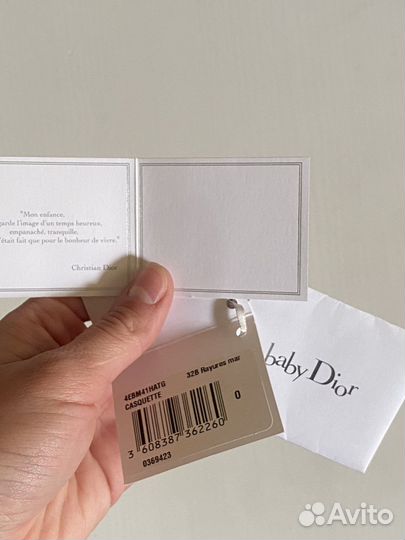 "Mon enfance,
garde l'image d'un temps heureux,
empanaché, tranquille,
était fait que pour le bonheur de vivre."
Christian Dior
baby Dior
4EBM41HATG 32B Rayures mar
CASQUETTE
0
3 608387 362260
0369423
Avito